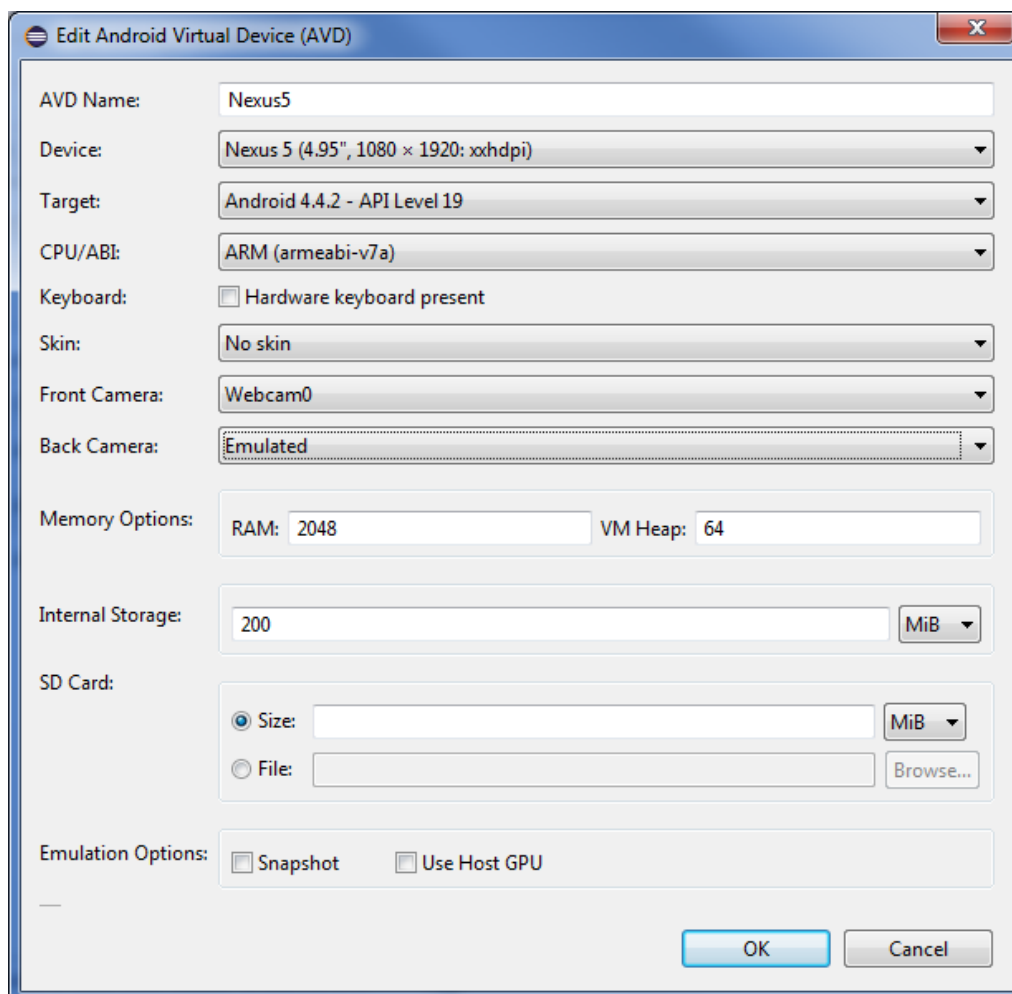 Edit Android Virtual Device (AVD)
AVD Name: Nexus5
Device: Nexus 5 (4.95", 1080 × 1920: xxhdpi)
Target: Android 4.4.2 - API Level 19
CPU/ABI: ARM (armeabi-v7a)
Keyboard: Hardware keyboard present
Skin: No skin
Front Camera: Webcam0
Back Camera: Emulated
Memory Options: RAM: 2048 VM Heap: 64
Internal Storage: 200 MiB
SD Card:
Size: MiB
File: Browse...
Emulation Options: Snapshot Use Host GPU
OK Cancel